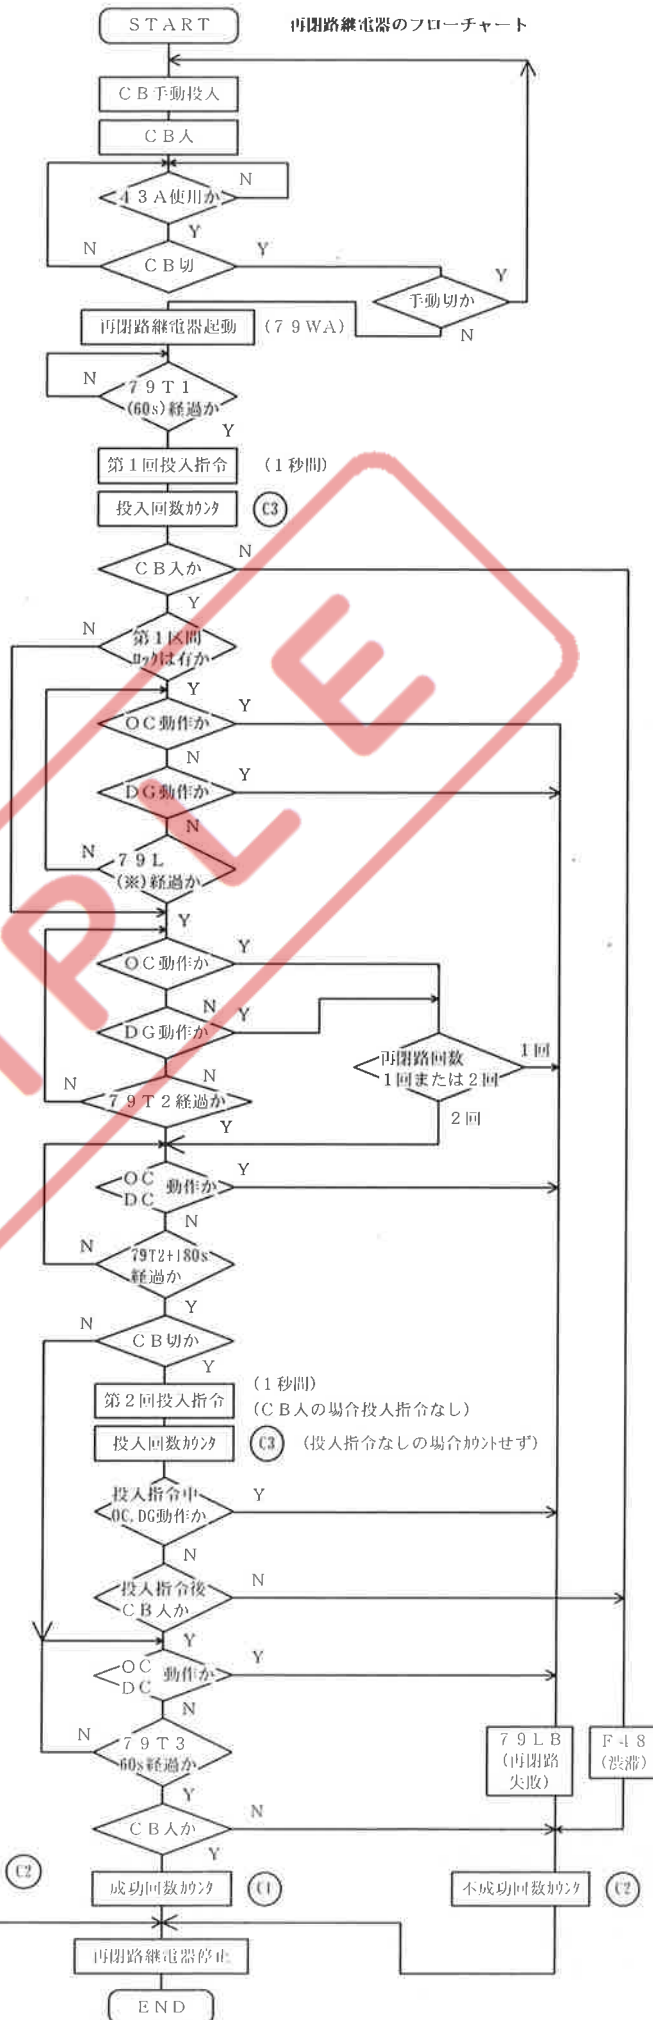 START
再閉路継電器のフローチャート
CB手動投入
CB入
43A使用か
N
Y
CB切
N
Y
手動切か
Y
N
再閉路継電器起動
(79WA)
79T1
(60s)経過か
N
Y
第1回投入指令
(1秒間)
投入回数カウンタ
C3
CB入か
N
Y
第1区間
ロックは有か
N
Y
OC動作か
Y
N
DG動作か
Y
N
79L
(※)経過か
N
Y
OC動作か
Y
N
DG動作か
Y
N
再閉路回数
1回または2回
1回
2回
79T2経過か
N
Y
OC
DC
動作か
Y
N
79T2+180s
経過か
N
Y
CB切か
N
Y
第2回投入指令
(1秒間)
(CB入の場合投入指令なし)
投入回数カウンタ
C3
(投入指令なしの場合カウントせず)
投入指令中
OC,DG動作か
Y
N
投入指令後
CB入か
N
Y
OC
DC
動作か
Y
N
79T3
60s経過か
N
Y
79LB
(再閉路
失敗)
F48
(渋滞)
CB入か
N
Y
C2
成功回数カウンタ
C1
不成功回数カウンタ
C2
再閉路継電器停止
END
PLE